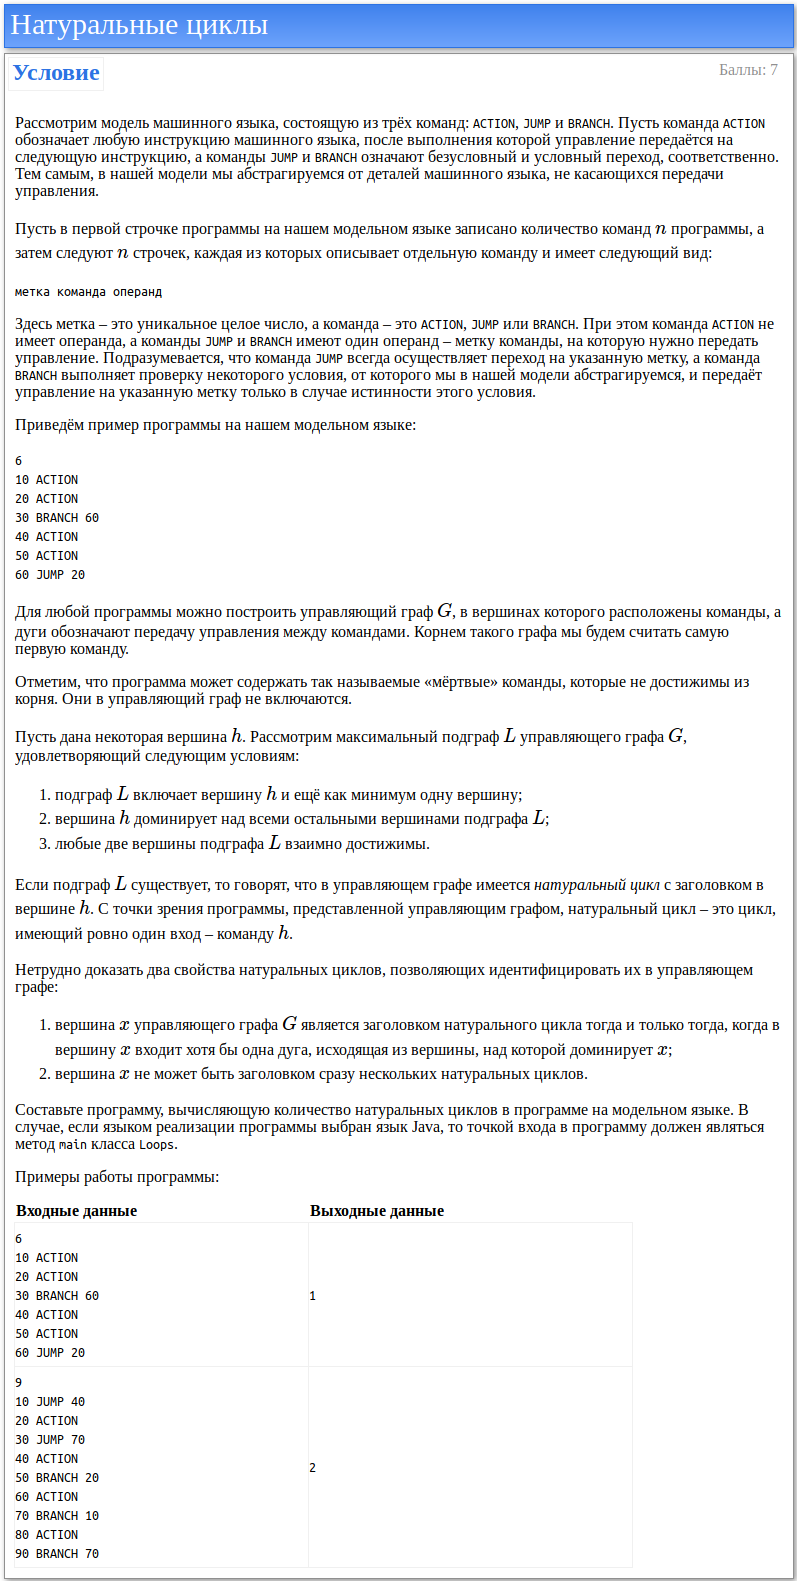 Натуральные циклы
Условие
Баллы: 7
Рассмотрим модель машинного языка, состоящую из трёх команд: ACTION, JUMP и BRANCH. Пусть команда ACTION
обозначает любую инструкцию машинного языка, после выполнения которой управление передаётся на
следующую инструкцию, а команды JUMP и BRANCH означают безусловный и условный переход, соответственно.
Тем самым, в нашей модели мы абстрагируемся от деталей машинного языка, не касающихся передачи
управления.
Пусть в первой строчке программы на нашем модельном языке записано количество команд n программы, а
затем следуют n строчек, каждая из которых описывает отдельную команду и имеет следующий вид:
метка команда операнд
Здесь метка – это уникальное целое число, а команда – это ACTION, JUMP или BRANCH. При этом команда ACTION не
имеет операнда, а команды JUMP и BRANCH имеют один операнд – метку команды, на которую нужно передать
управление. Подразумевается, что команда JUMP всегда осуществляет переход на указанную метку, а команда
BRANCH выполняет проверку некоторого условия, от которого мы в нашей модели абстрагируемся, и передаёт
управление на указанную метку только в случае истинности этого условия.
Приведём пример программы на нашем модельном языке:
6
10 ACTION
20 ACTION
30 BRANCH 60
40 ACTION
50 ACTION
60 JUMP 20
Для любой программы можно построить управляющий граф G, в вершинах которого расположены команды, а
дуги обозначают передачу управления между командами. Корнем такого графа мы будем считать самую
первую команду.
Отметим, что программа может содержать так называемые «мёртвые» команды, которые не достижимы из
корня. Они в управляющий граф не включаются.
Пусть дана некоторая вершина h. Рассмотрим максимальный подграф L управляющего графа G,
удовлетворяющий следующим условиям:
1. подграф L включает вершину h и ещё как минимум одну вершину;
2. вершина h доминирует над всеми остальными вершинами подграфа L;
3. любые две вершины подграфа L взаимно достижимы.
Если подграф L существует, то говорят, что в управляющем графе имеется натуральный цикл с заголовком в
вершине h. С точки зрения программы, представленной управляющим графом, натуральный цикл – это цикл,
имеющий ровно один вход – команду h.
Нетрудно доказать два свойства натуральных циклов, позволяющих идентифицировать их в управляющем
графе:
1. вершина x управляющего графа G является заголовком натурального цикла тогда и только тогда, когда в
вершину x входит хотя бы одна дуга, исходящая из вершины, над которой доминирует x;
2. вершина x не может быть заголовком сразу нескольких натуральных циклов.
Составьте программу, вычисляющую количество натуральных циклов в программе на модельном языке. В
случае, если языком реализации программы выбран язык Java, то точкой входа в программу должен являться
метод main класса Loops.
Примеры работы программы:
Входные данные Выходные данные
6
10 ACTION
20 ACTION
30 BRANCH 60
40 ACTION
50 ACTION
60 JUMP 20
1
9
10 JUMP 40
20 ACTION
30 JUMP 70
40 ACTION
50 BRANCH 20
60 ACTION
70 BRANCH 10
80 ACTION
90 BRANCH 70
2